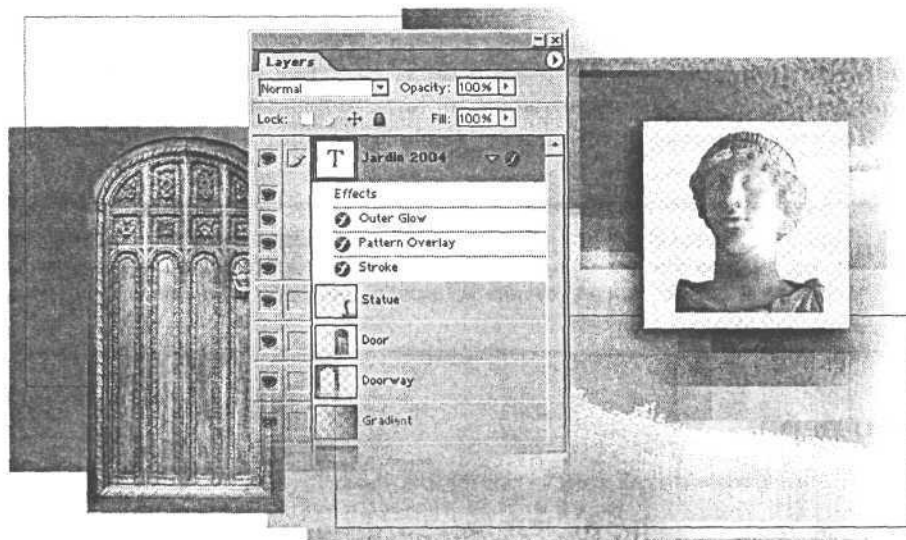 Layers
Normal Opacity: 100%
Lock: Fill: 100%
T Jardin 2004
Effects
Outer Glow
Pattern Overlay
Stroke
Statue
Door
Doorway
Gradient